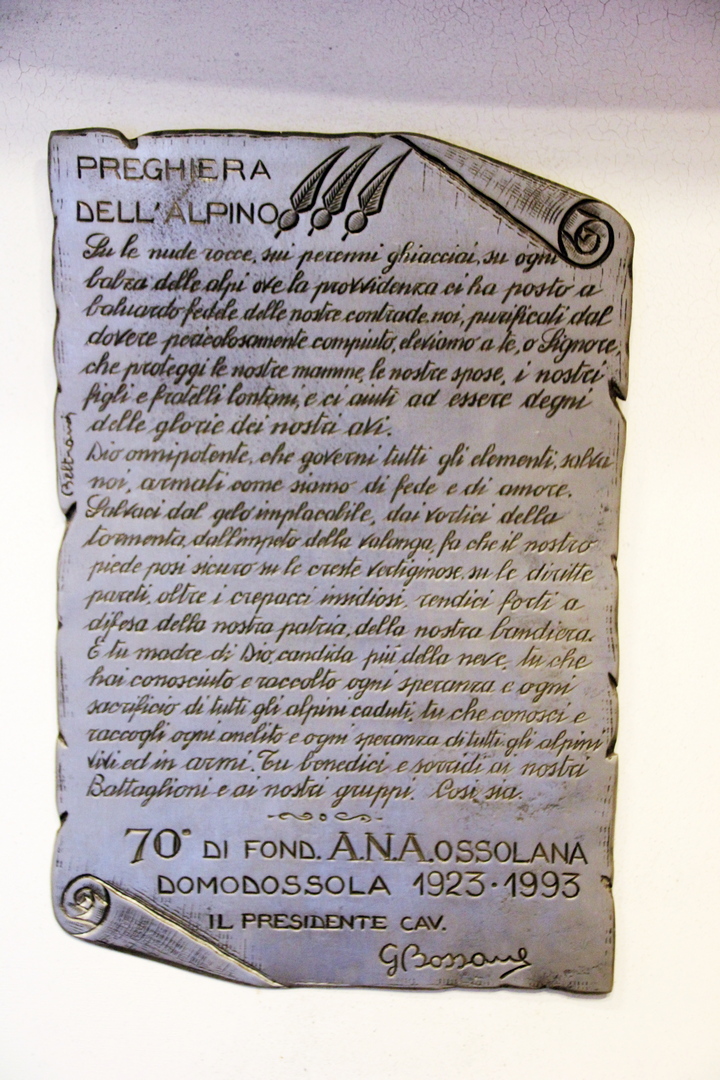 PREGHIERA
DELL'ALPINO
Su le nude rocce, sui perenni ghiacciai, su ogni
balza delle alpi ove la provvidenza ci ha posto a
baluardo fedele delle nostre contrade, noi, purificati dal
dovere pericolosamente compiuto, eleviamo a te, o Signore,
che proteggi le nostre mamme, le nostre spose, i nostri
figli e fratelli lontani, e ci aiuti ad essere degni
delle glorie dei nostri avi.
Dio onnipotente, che governi tutti gli elementi, salva
noi, armati come siamo di fede e di amore.
Salvaci dal gelo implacabile, dai vortici della
tormenta, dall'impeto della valanga, fa che il nostro
piede posi sicuro su le creste vertiginose, su le diritte
pareti, oltre i crepacci insidiosi, rendici forti a
difesa della nostra patria, della nostra bandiera.
E tu madre di Dio, candida più della neve, tu che
hai conosciuto e raccolto ogni speranza e ogni
sacrificio di tutti gli alpini caduti, tu che conosci e
raccogli ogni anelito e ogni speranza di tutti gli alpini
vivi ed in armi. Tu benedici e sorridi ai nostri
Battaglioni e ai nostri gruppi. Così sia.
Beltrami
70° DI FOND. A.N.A. OSSOLANA
DOMODOSSOLA 1923·1993
IL PRESIDENTE CAV.